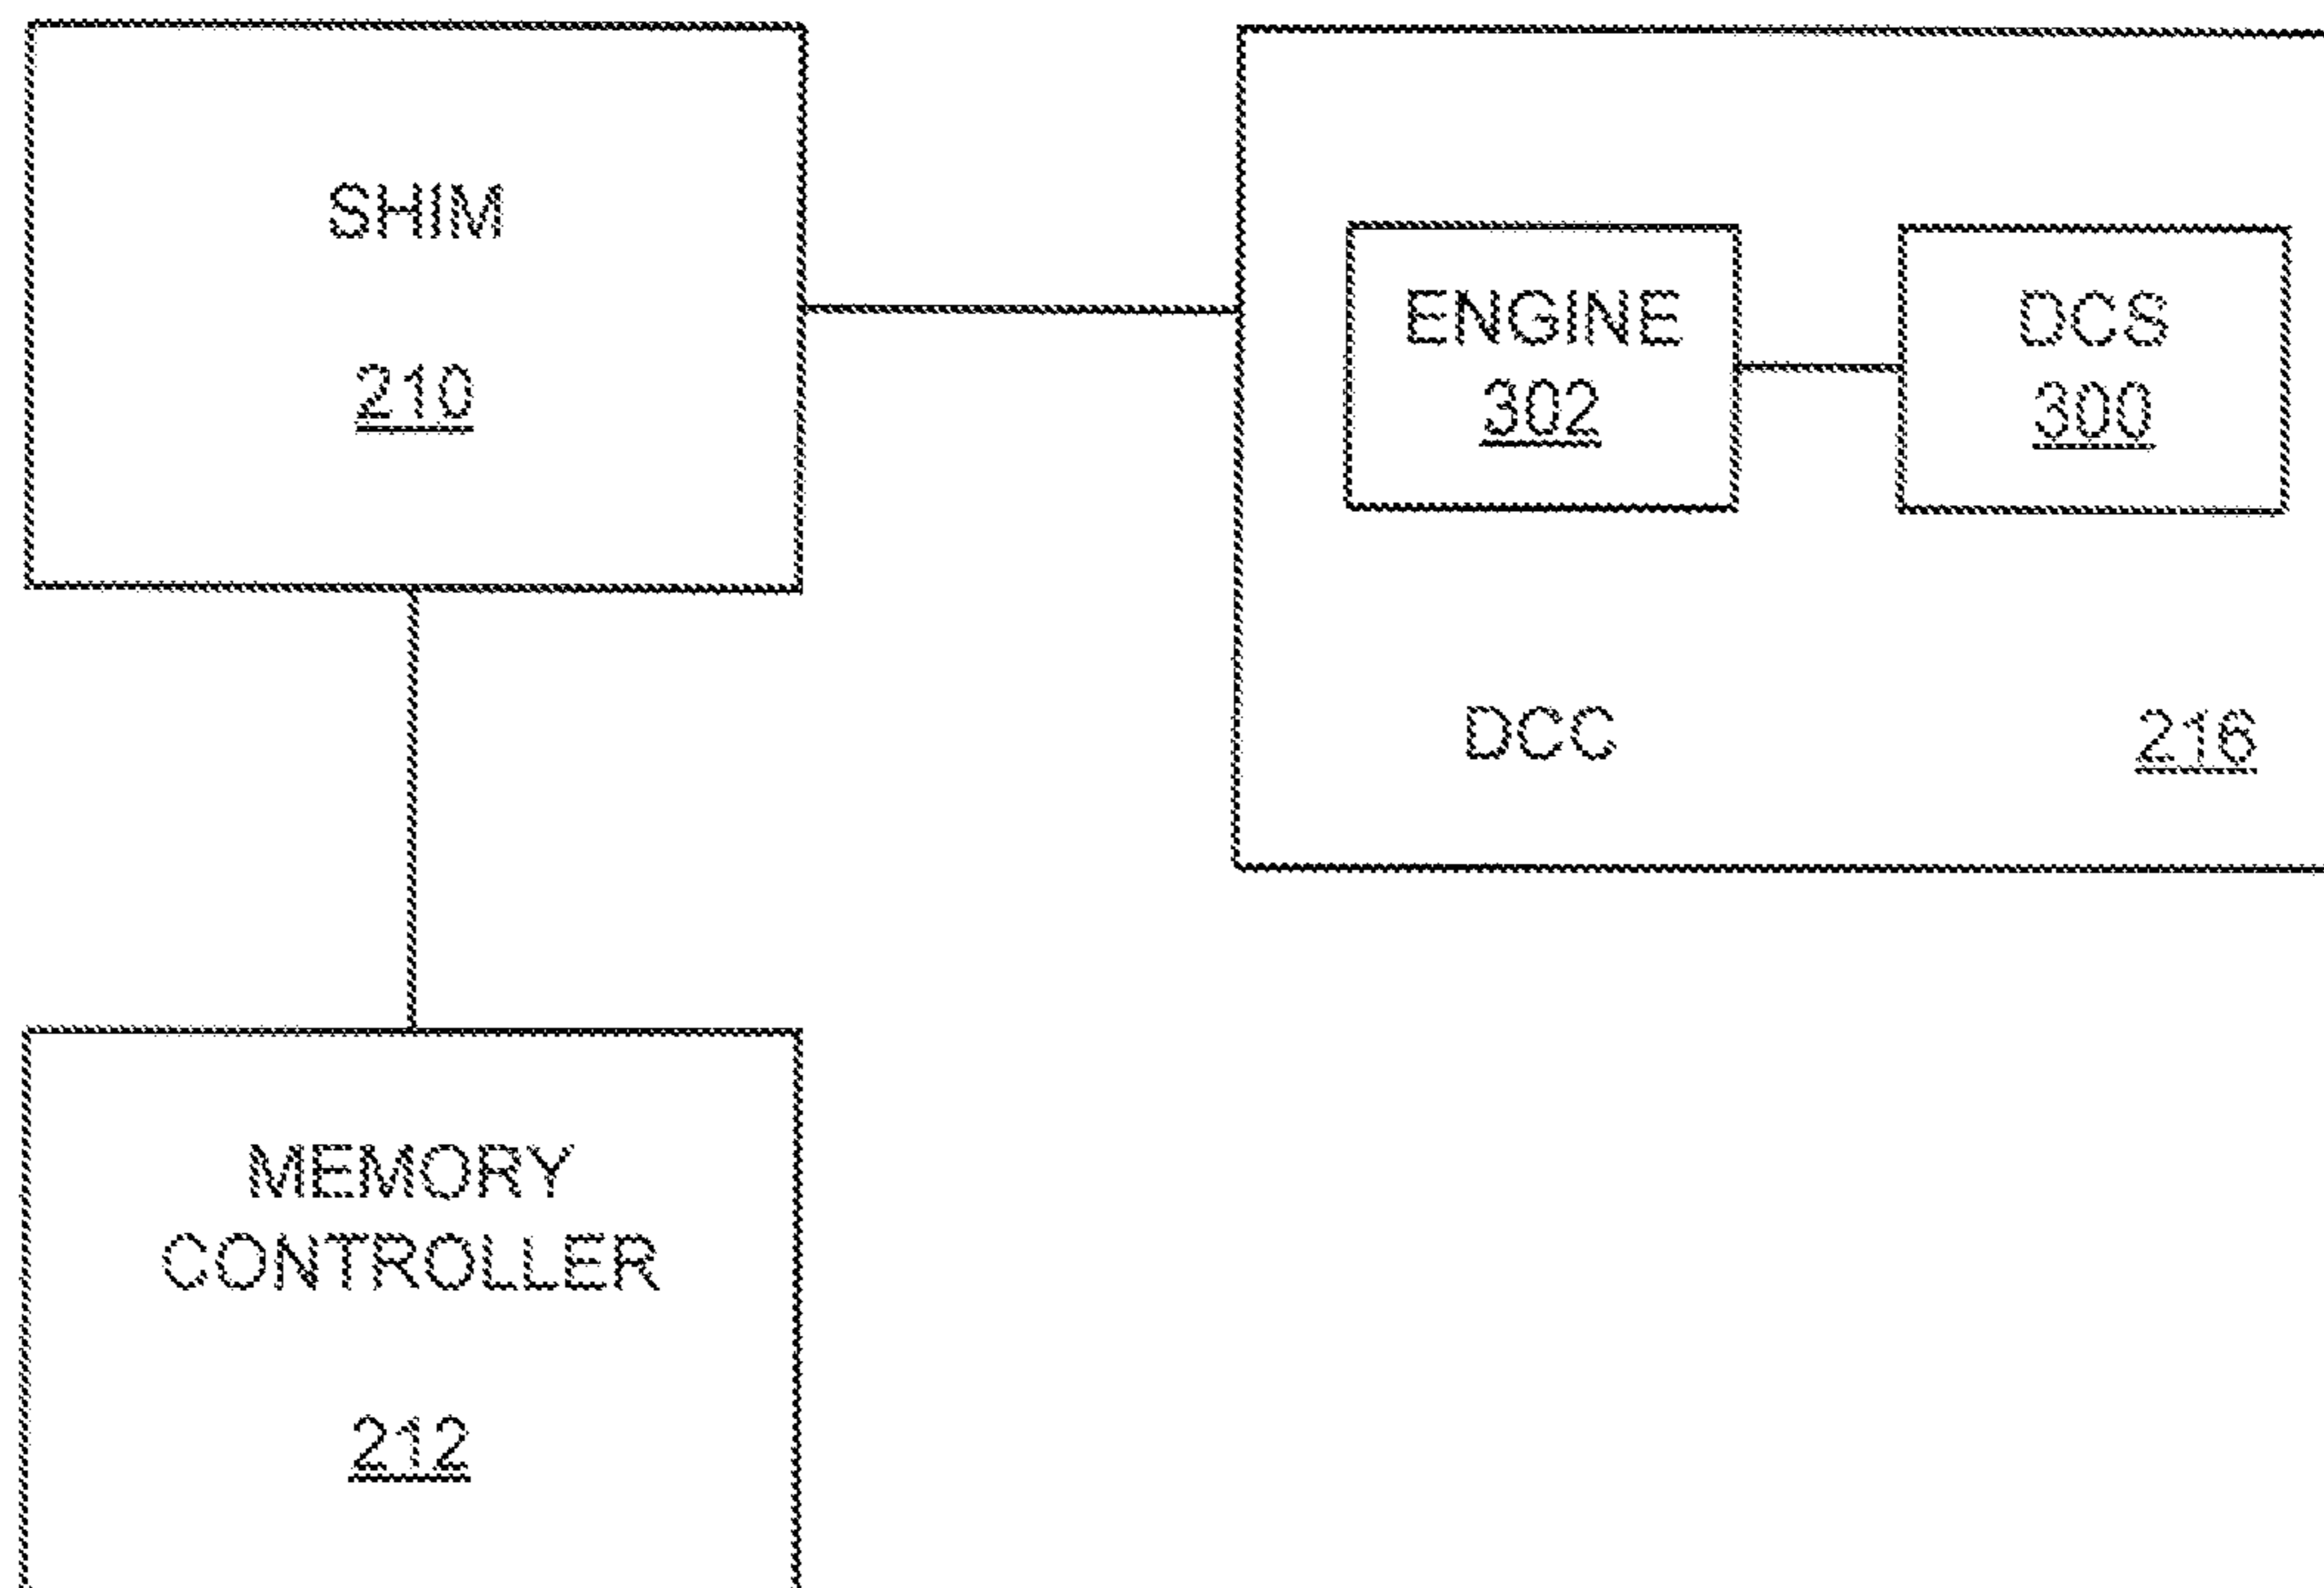 SHIM
210
ENGINE
302
DCS
300
DCC
216
MEMORY
CONTROLLER
212